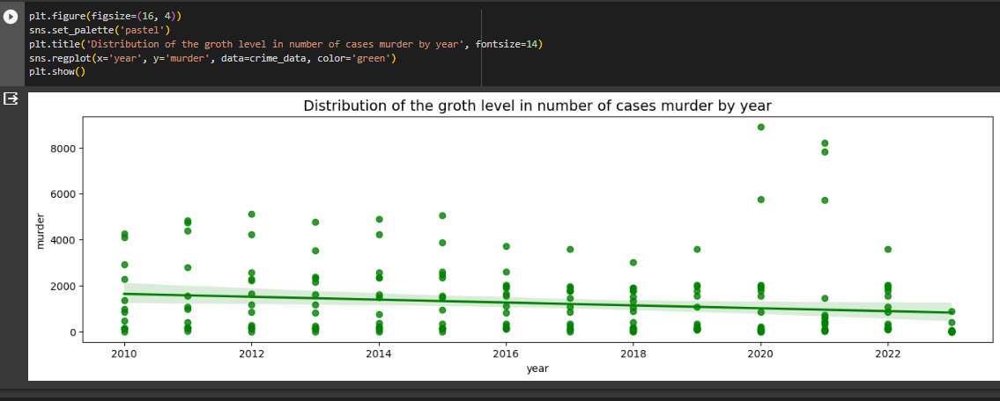 plt.figure(figsize=(16, 4))
sns.set_palette('pastel')
plt.title('Distribution of the groth level in number of cases murder by year', fontsize=14)
sns.regplot(x='year', y='murder', data=crime_data, color='green')
plt.show()
Distribution of the groth level in number of cases murder by year
8000
6000
4000
2000
0
murder
2010 2012 2014 2016 2018 2020 2022
year